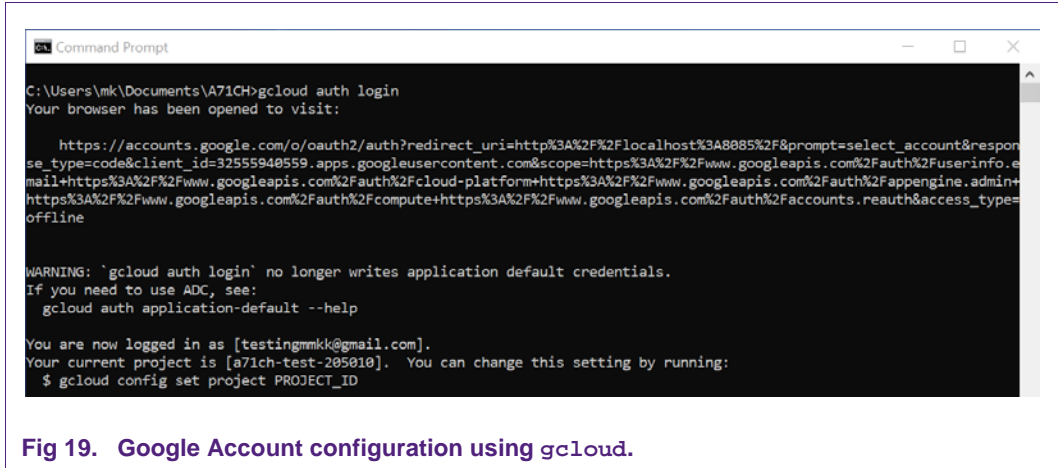 Command Prompt
C:\Users\mk\Documents\A71CH>gcloud auth login
Your browser has been opened to visit:
https://accounts.google.com/o/oauth2/auth?redirect_uri=http%3A%2F%2Flocalhost%3A8085%2F&prompt=select_account&respon
se_type=code&client_id=32555940559.apps.googleusercontent.com&scope=https%3A%2F%2Fwww.googleapis.com%2Fauth%2Fuserinfo.e
mail+https%3A%2F%2Fwww.googleapis.com%2Fauth%2Fcloud-platform+https%3A%2F%2Fwww.googleapis.com%2Fauth%2Fappengine.admin+
https%3A%2F%2Fwww.googleapis.com%2Fauth%2Fcompute+https%3A%2F%2Fwww.googleapis.com%2Fauth%2Faccounts.reauth&access_type=
offline
WARNING: `gcloud auth login` no longer writes application default credentials.
If you need to use ADC, see:
gcloud auth application-default --help
You are now logged in as [testingmmkk@gmail.com].
Your current project is [a71ch-test-205010].  You can change this setting by running:
$ gcloud config set project PROJECT_ID
Fig 19. Google Account configuration using gcloud.